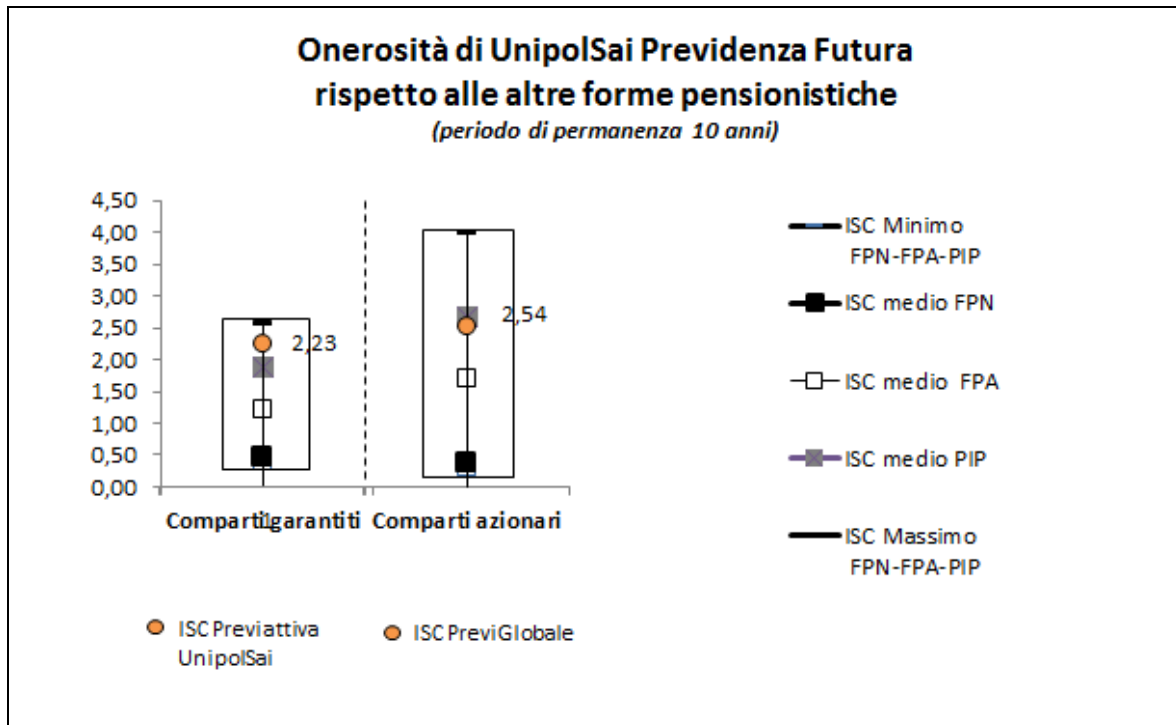 Onerosità di UnipolSai Previdenza Futura
rispetto alle altre forme pensionistiche
(periodo di permanenza 10 anni)
4,50
4,00
3,50
3,00
2,50
2,00
1,50
1,00
0,50
0,00
2,23
2,54
Comparti garantiti
Comparti azionari
ISC Minimo
FPN-FPA-PIP
ISC medio FPN
ISC medio FPA
ISC medio PIP
ISC Massimo
FPN-FPA-PIP
ISC Previattiva
UnipolSai
ISC PreviGlobale